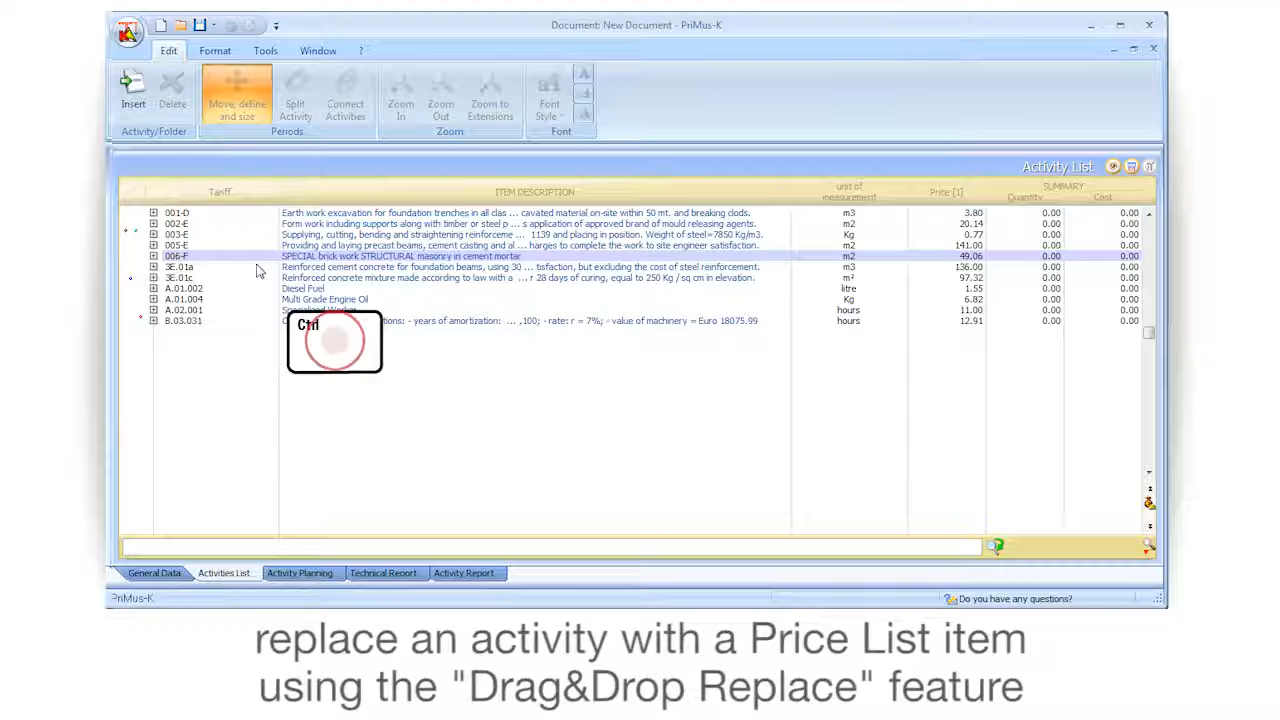 Document: New Document - PriMus-K
Edit Format Tools Window ?
Insert Delete Move, define and size Split Activity Connect Activities Zoom In Zoom Out Zoom to Extensions Font Style
Activity/Folder Periods Zoom Font
Activity List
Tariff ITEM DESCRIPTION unit of measurement Price [1] SUMMARY Quantity Cost
001-D Earth work excavation for foundation trenches in all clas ... cavated material on-site within 50 mt. and breaking clods. m3 3.80 0.00 0.00
002-E Form work including supports along with timber or steel p ... s application of approved brand of mould releasing agents. m2 20.14 0.00 0.00
003-E Supplying, cutting, bending and straightening reinforceme ... 1139 and placing in position. Weight of steel=7850 Kg/m3. Kg 0.77 0.00 0.00
005-E Providing and laying precast beams, cement casting and al ... harges to complete the work to site engineer satisfaction. m2 141.00 0.00 0.00
006-F SPECIAL brick work STRUCTURAL masonry in cement mortar m2 49.06 0.00 0.00
3E.01a Reinforced cement concrete for foundation beams, using 30 ... tisfaction, but excluding the cost of steel reinforcement. m3 136.00 0.00 0.00
3E.01c Reinforced concrete mixture made according to law with a ... r 28 days of curing, equal to 250 Kg / sq cm in elevation. m³ 97.32 0.00 0.00
A.01.002 Diesel Fuel litre 1.55 0.00 0.00
A.01.004 Multi Grade Engine Oil Kg 6.82 0.00 0.00
A.02.001 Specialized Worker hours 11.00 0.00 0.00
B.03.031 tions: - years of amortization: ... ,100; - rate: r = 7%; - value of machinery = Euro 18075.99 hours 12.91 0.00 0.00
Ctrl
General Data Activities List Activity Planning Technical Report Activity Report
PriMus-K Do you have any questions?
replace an activity with a Price List item
using the "Drag&Drop Replace" feature